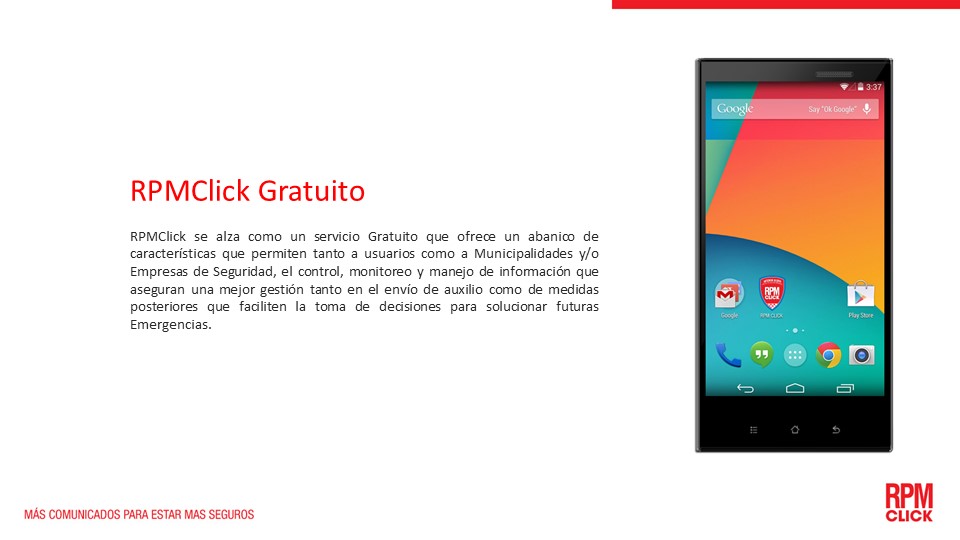 RPMClick Gratuito
RPMClick se alza como un servicio Gratuito que ofrece un abanico de
características que permiten tanto a usuarios como a Municipalidades y/o
Empresas de Seguridad, el control, monitoreo y manejo de información que
aseguran una mejor gestión tanto en el envío de auxilio como de medidas
posteriores que faciliten la toma de decisiones para solucionar futuras
Emergencias.
3:37
Google Say "Ok Google"
RPM
CLICK
Google RPM CLICK Play Store
MÁS COMUNICADOS PARA ESTAR MAS SEGUROS
RPM
CLICK